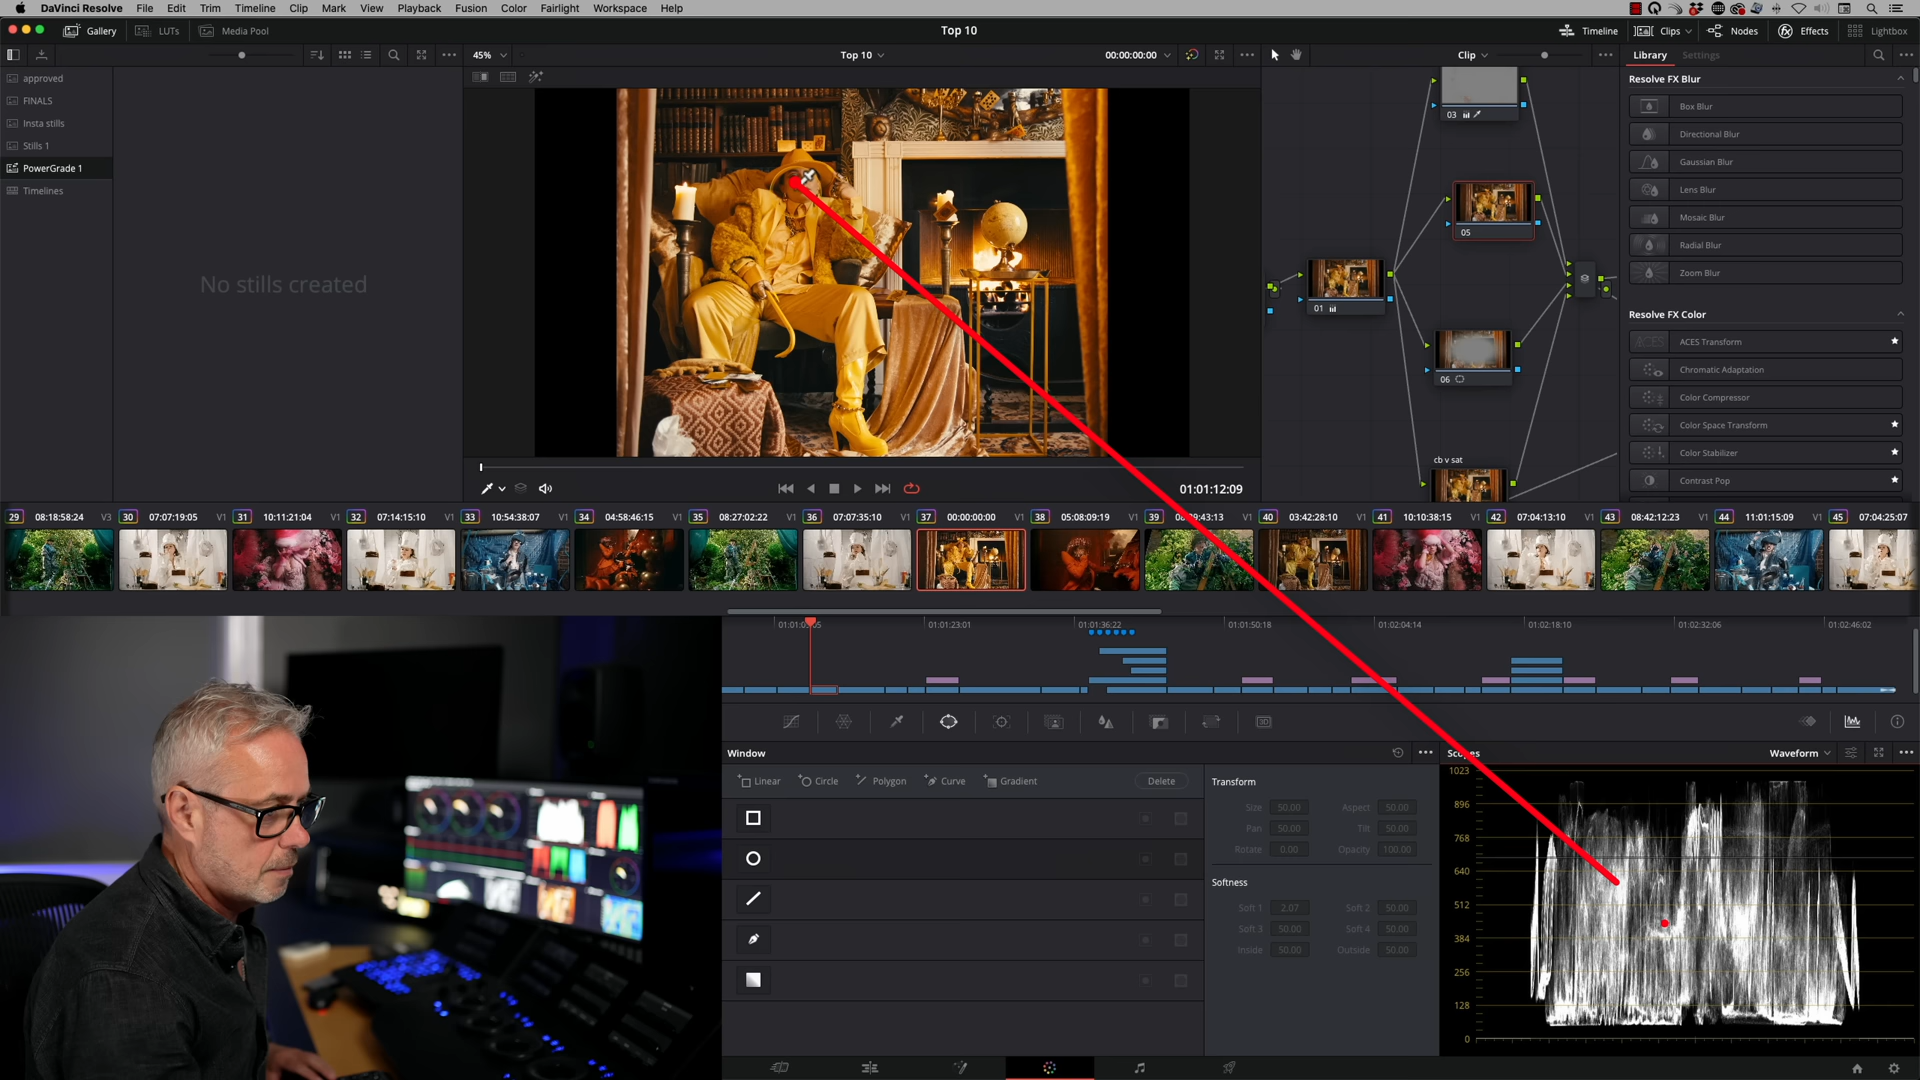 DaVinci Resolve File Edit Trim Timeline Clip Mark View Playback Fusion Color Fairlight Workspace Help
Gallery LUTs Media Pool Top 10 Timeline Clips Nodes Effects Lightbox
45% Top 10 00:00:00:00 Clip Library Settings
approved
FINALS
Insta stills
Stills 1
PowerGrade 1
Timelines
No stills created
03
05
01
06
cb v sat
Resolve FX Blur
Box Blur
Directional Blur
Gaussian Blur
Lens Blur
Mosaic Blur
Radial Blur
Zoom Blur
Resolve FX Color
ACES Transform
Chromatic Adaptation
Color Compressor
Color Space Transform
Color Stabilizer
Contrast Pop
01:01:12:09
29 08:18:58:24 V3 30 07:07:19:05 V1 31 10:11:21:04 V1 32 07:14:15:10 V1 33 10:54:38:07 V1 34 04:58:46:15 V1 35 08:27:02:22 V1 36 07:07:35:10 V1 37 00:00:00:00 V1 38 05:08:09:19 V1 39 V1 40 03:42:28:10 V1 41 10:10:38:15 V1 42 07:04:13:10 V1 43 08:42:12:23 V1 44 11:01:15:09 V1 45 07:04:25:07
01:01:23:01 01:01:36:22 01:01:50:18 01:02:04:14 01:02:18:10 01:02:32:06 01:02:46:02
Window
Linear Circle Polygon Curve Gradient Delete
Transform
Size 50.00 Aspect 50.00
Pan 50.00 Tilt 50.00
Rotate 0.00 Opacity 100.00
Softness
Soft 1 2.07 Soft 2 50.00
Soft 3 50.00 Soft 4 50.00
Inside 50.00 Outside 50.00
Scopes Waveform
1023
896
768
640
512
384
256
128
0